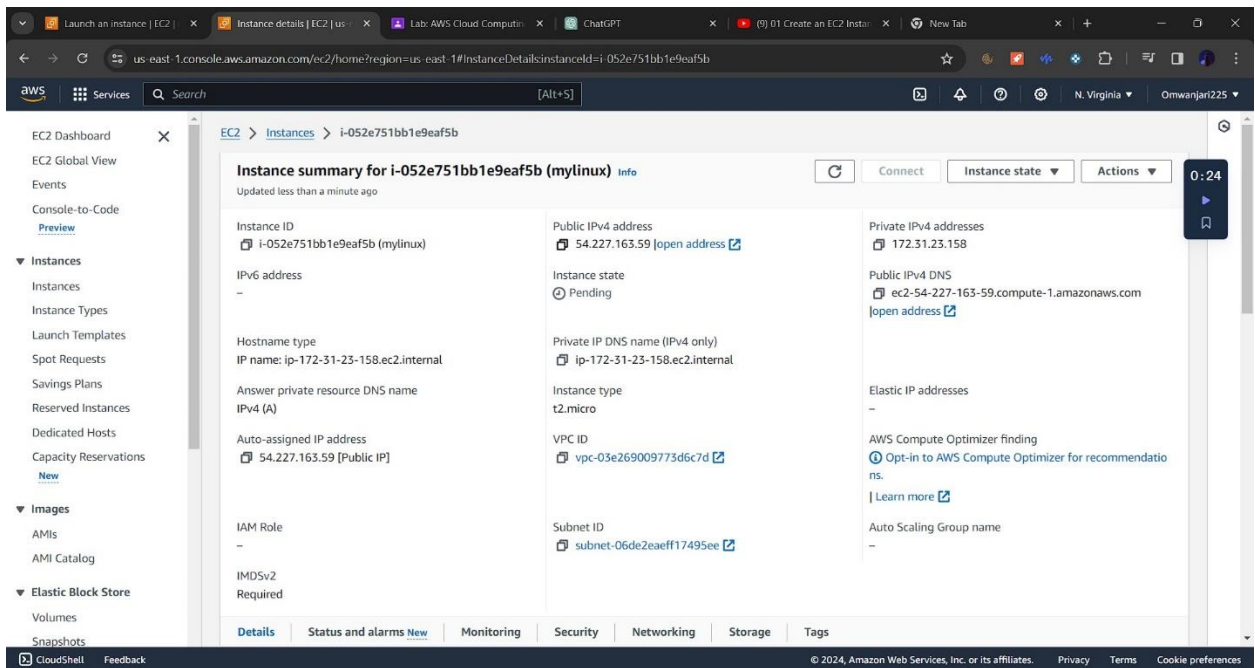 Launch an instance | EC2 |
Instance details | EC2 | us-e
Lab: AWS Cloud Computin
ChatGPT
(9) 01 Create an EC2 Instan
New Tab
us-east-1.console.aws.amazon.com/ec2/home?region=us-east-1#InstanceDetails:instanceId=i-052e751bb1e9eaf5b
aws
Services
Search
[Alt+S]
N. Virginia
Omwanjari225
EC2 Dashboard
EC2 Global View
Events
Console-to-Code
Preview
Instances
Instances
Instance Types
Launch Templates
Spot Requests
Savings Plans
Reserved Instances
Dedicated Hosts
Capacity Reservations
New
Images
AMIs
AMI Catalog
Elastic Block Store
Volumes
Snapshots
EC2 > Instances > i-052e751bb1e9eaf5b
Instance summary for i-052e751bb1e9eaf5b (mylinux) Info
Updated less than a minute ago
Connect
Instance state
Actions
0:24
Instance ID
i-052e751bb1e9eaf5b (mylinux)
Public IPv4 address
54.227.163.59 |open address
Private IPv4 addresses
172.31.23.158
IPv6 address
–
Instance state
Pending
Public IPv4 DNS
ec2-54-227-163-59.compute-1.amazonaws.com
|open address
Hostname type
IP name: ip-172-31-23-158.ec2.internal
Private IP DNS name (IPv4 only)
ip-172-31-23-158.ec2.internal
Answer private resource DNS name
IPv4 (A)
Instance type
t2.micro
Elastic IP addresses
–
Auto-assigned IP address
54.227.163.59 [Public IP]
VPC ID
vpc-03e269009773d6c7d
AWS Compute Optimizer finding
Opt-in to AWS Compute Optimizer for recommendatio
ns.
| Learn more
IAM Role
–
Subnet ID
subnet-06de2eaeff17495ee
Auto Scaling Group name
–
IMDSv2
Required
Details
Status and alarms New
Monitoring
Security
Networking
Storage
Tags
CloudShell
Feedback
© 2024, Amazon Web Services, Inc. or its affiliates.
Privacy
Terms
Cookie preferences